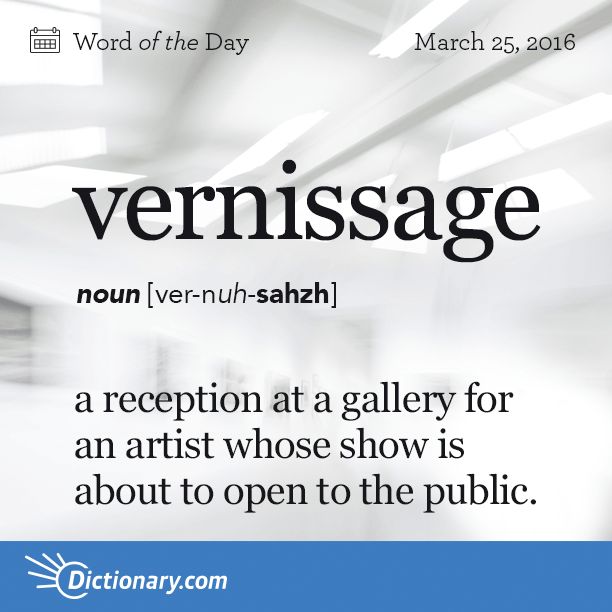 Word of the Day
March 25, 2016
vernissage
noun [ver-nuh-sahzh]
a reception at a gallery for
an artist whose show is
about to open to the public.
Dictionary.com